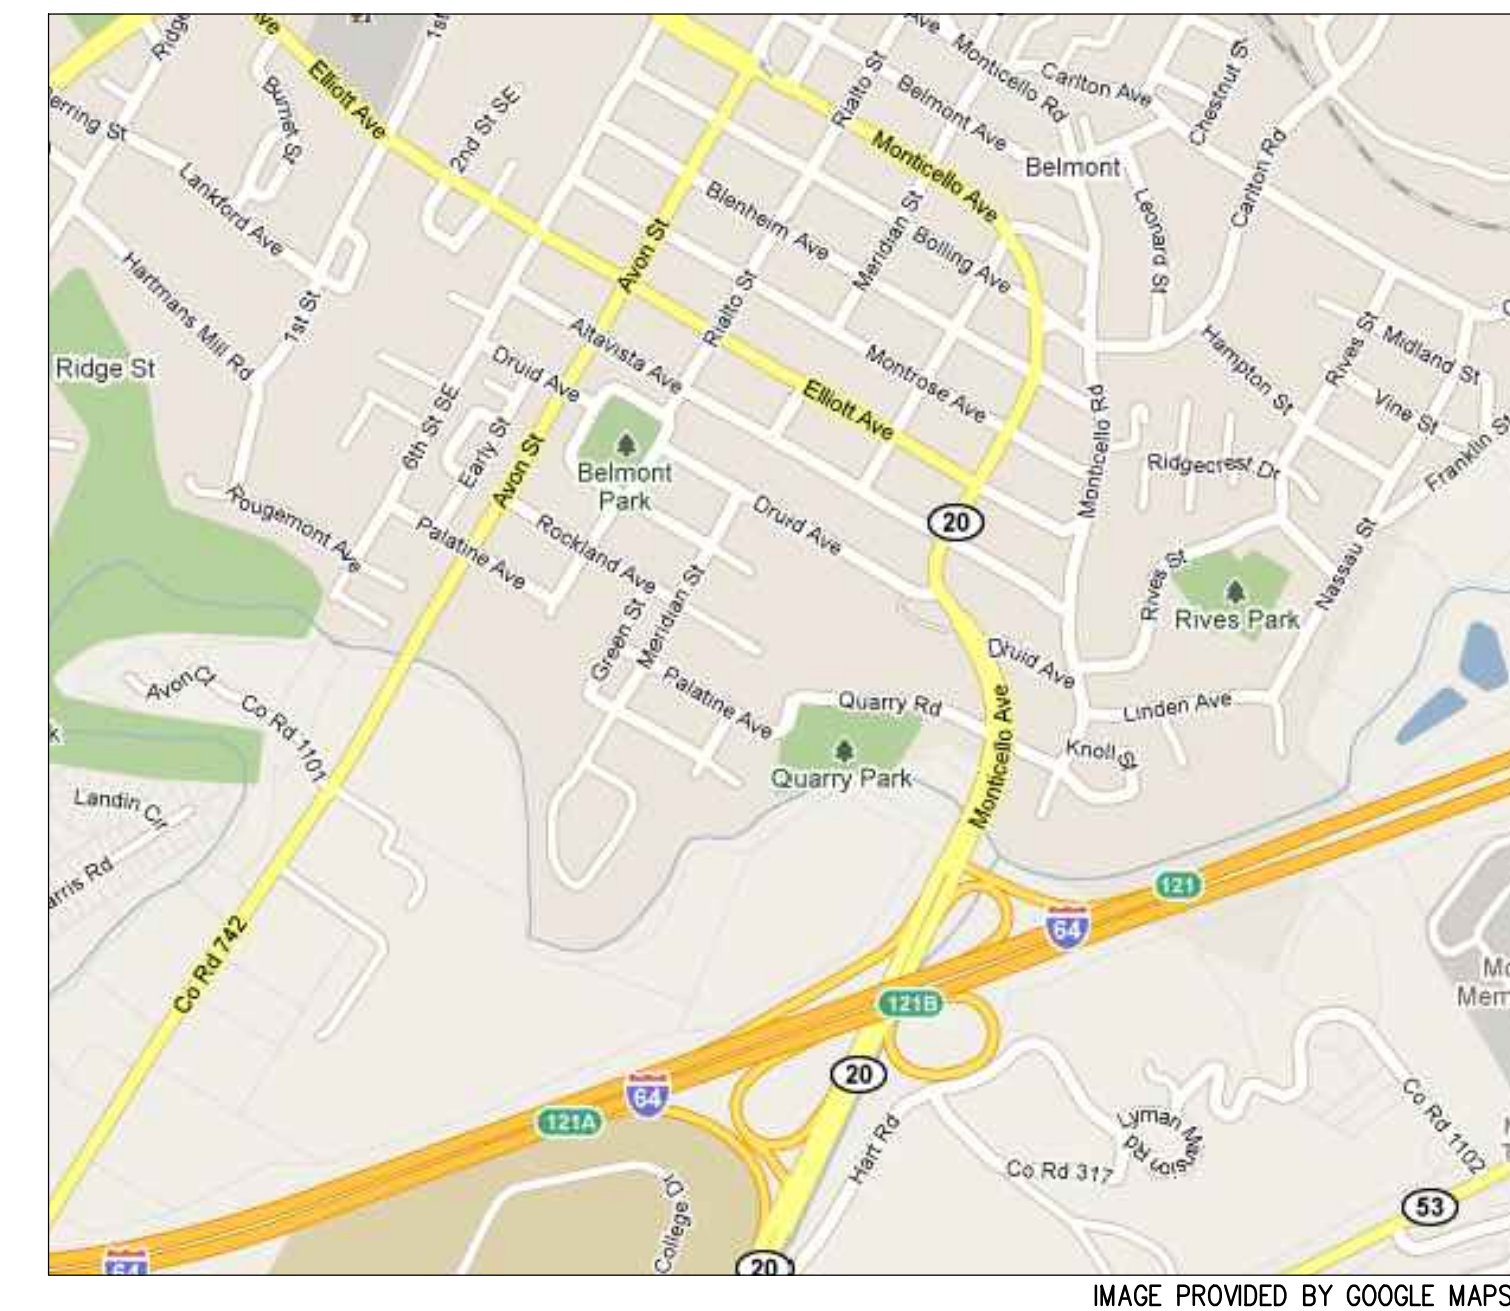 Ave
Elliott Ave
Burnet St
2nd St SE
Lankford Ave
Hartmans Mill Rd
1st St
Ridge St
Rialto St
Ave
Monticello Rd
Carlton Ave
Chestnut St
Belmont Ave
Belmont
Monticello Ave
Carlton Rd
Leonard St
Blenheim Ave
Meridian St
Bolling Ave
Avon St
Rialto St
Altavista Ave
Druid Ave
Montrose Ave
Elliott Ave
Hampton St
Rives St
Midland St
Vine St
Franklin St
6th St SE
Early St
Avon St
Belmont
Park
Monticello Rd
Ridgecrest Dr
Rougemont Ave
Palatine Ave
Rockland Ave
Druid Ave
20
Nassau St
Rives St
Rives Park
Green St
Meridian St
Druid Ave
Avon Ct
Co Rd 1101
Palatine Ave
Quarry Rd
Linden Ave
Knoll St
Quarry Park
Monticello Ave
Landin Cir
Co Rd 742
121
64
121B
20
64
121A
Hart Rd
Lyman Mansion Rd
Co Rd 317
Co Rd 1102
College Dr
53
64
20
IMAGE PROVIDED BY GOOGLE MAPS